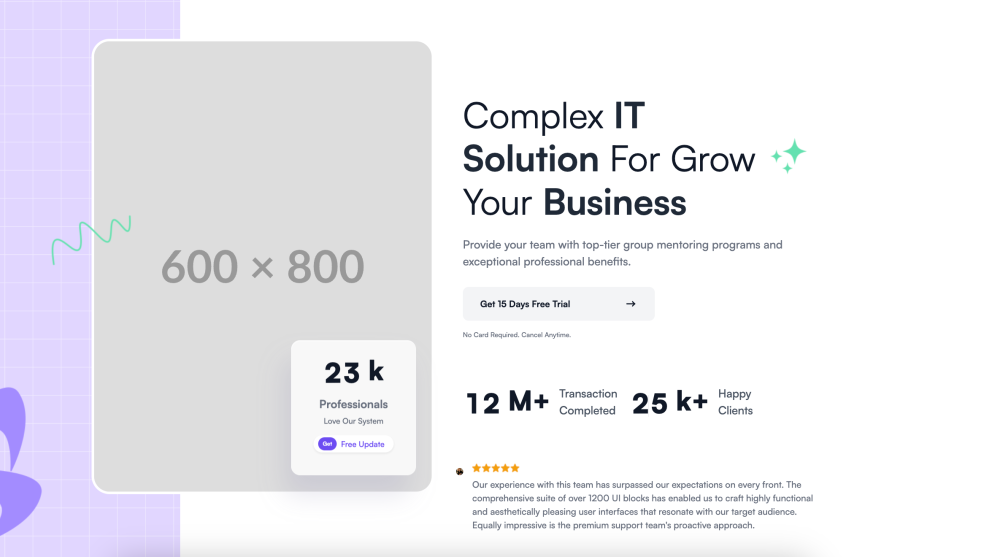 600 × 800
23 k
Professionals
Love Our System
Get Free Update
Complex IT
Solution For Grow
Your Business
Provide your team with top-tier group mentoring programs and
exceptional professional benefits.
Get 15 Days Free Trial →
No Card Required. Cancel Anytime.
12 M+ Transaction
Completed
25 k+ Happy
Clients
Our experience with this team has surpassed our expectations on every front. The
comprehensive suite of over 1200 UI blocks has enabled us to craft highly functional
and aesthetically pleasing user interfaces that resonate with our target audience.
Equally impressive is the premium support team's proactive approach.